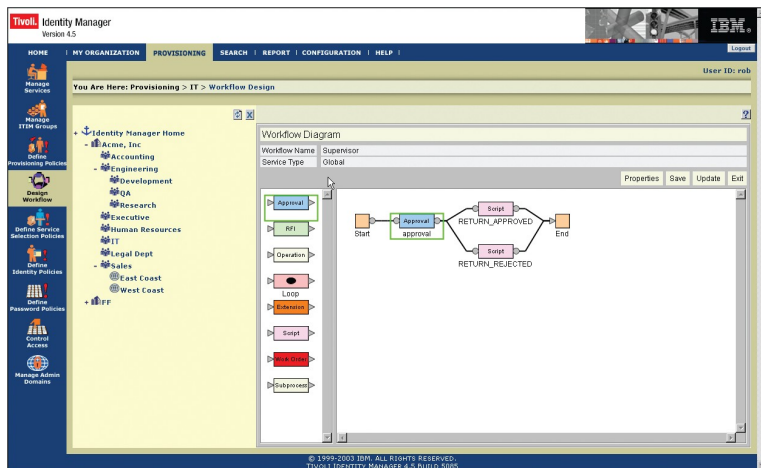 Tivoli. Identity Manager
Version 4.5
IBM®
HOME | MY ORGANIZATION PROVISIONING SEARCH | REPORT | CONFIGURATION | HELP |
Logout
User ID: rob
You Are Here: Provisioning > IT > Workflow Design
Manage
Services
Manage
ITIM Groups
Define
Provisioning Policies
Design
Workflow
Define Service
Selection Policies
Define
Identity Policies
Define
Password Policies
Control
Access
Manage Admin
Domains
+ Identity Manager Home
- Acme, Inc
Accounting
- Engineering
Development
QA
Research
Executive
Human Resources
IT
Legal Dept
- Sales
East Coast
West Coast
+ FF
?
Workflow Diagram
Workflow Name Supervisor
Service Type Global
Properties Save Update Exit
Approval
RFI
Operation
Loop
Extension
Script
Work Order
Subprocess
Start
Approval
approval
Script
RETURN_APPROVED
Script
RETURN_REJECTED
End
© 1999-2003 IBM. ALL RIGHTS RESERVED.
TIVOLI IDENTITY MANAGER 4.5 BUILD 5085